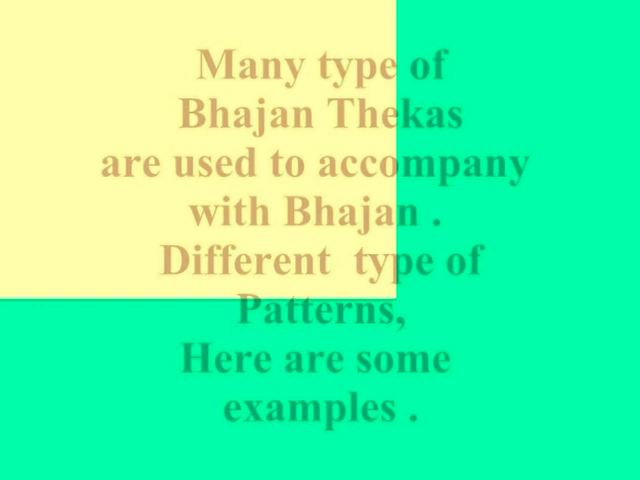 Many type of
Bhajan Thekas
are used to accompany
with Bhajan .
Different  type of
Patterns,
Here are some
examples .